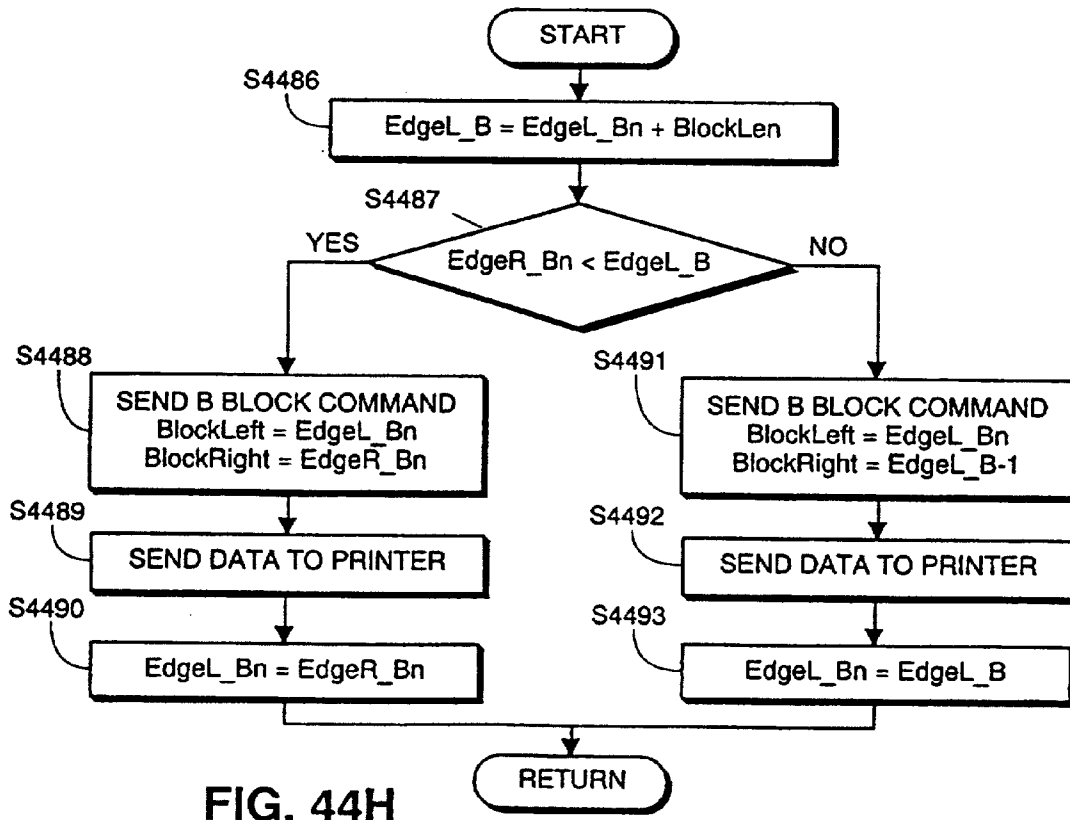 START
S4486
EdgeL_B = EdgeL_Bn + BlockLen
S4487
YES
EdgeR_Bn < EdgeL_B
NO
S4488
SEND B BLOCK COMMAND
BlockLeft = EdgeL_Bn
BlockRight = EdgeR_Bn
S4491
SEND B BLOCK COMMAND
BlockLeft = EdgeL_Bn
BlockRight = EdgeL_B-1
S4489
SEND DATA TO PRINTER
S4492
SEND DATA TO PRINTER
S4490
EdgeL_Bn = EdgeR_Bn
S4493
EdgeL_Bn = EdgeL_B
RETURN
FIG. 44H